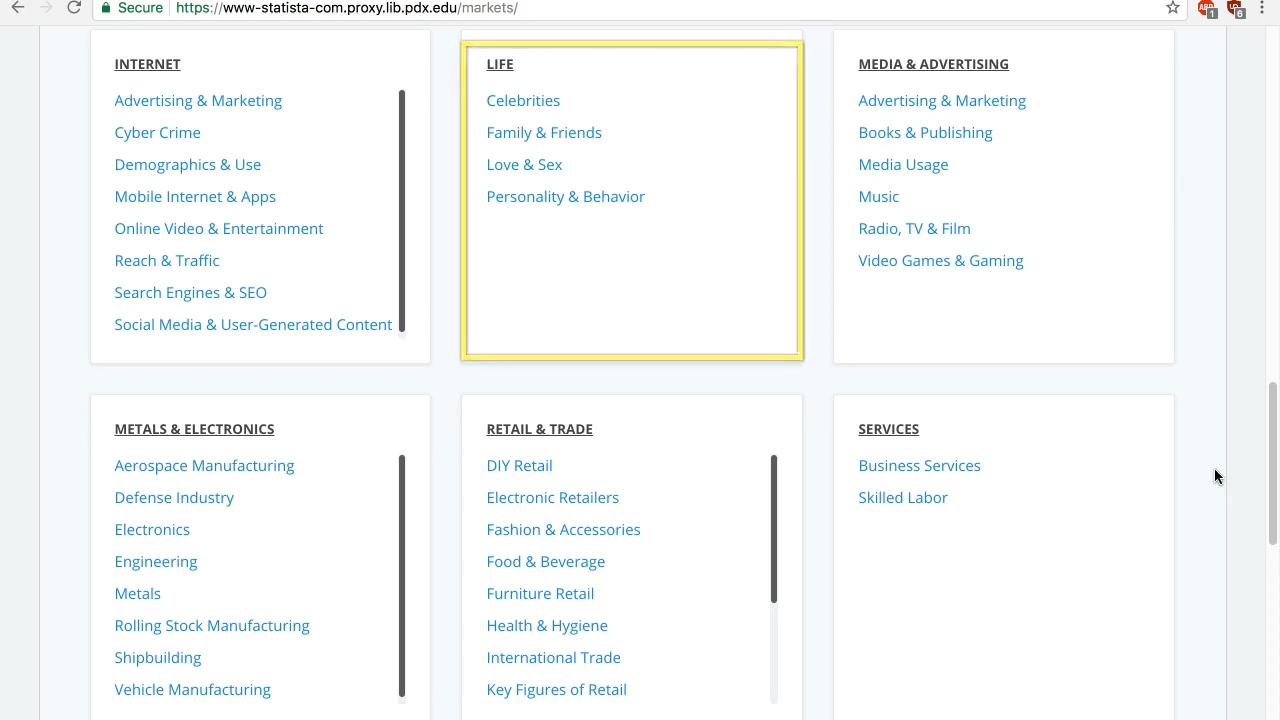 Secure
https://www-statista-com.proxy.lib.pdx.edu/markets/
ABP
1
6
INTERNET
Advertising & Marketing
Cyber Crime
Demographics & Use
Mobile Internet & Apps
Online Video & Entertainment
Reach & Traffic
Search Engines & SEO
Social Media & User-Generated Content
LIFE
Celebrities
Family & Friends
Love & Sex
Personality & Behavior
MEDIA & ADVERTISING
Advertising & Marketing
Books & Publishing
Media Usage
Music
Radio, TV & Film
Video Games & Gaming
METALS & ELECTRONICS
Aerospace Manufacturing
Defense Industry
Electronics
Engineering
Metals
Rolling Stock Manufacturing
Shipbuilding
Vehicle Manufacturing
RETAIL & TRADE
DIY Retail
Electronic Retailers
Fashion & Accessories
Food & Beverage
Furniture Retail
Health & Hygiene
International Trade
Key Figures of Retail
SERVICES
Business Services
Skilled Labor